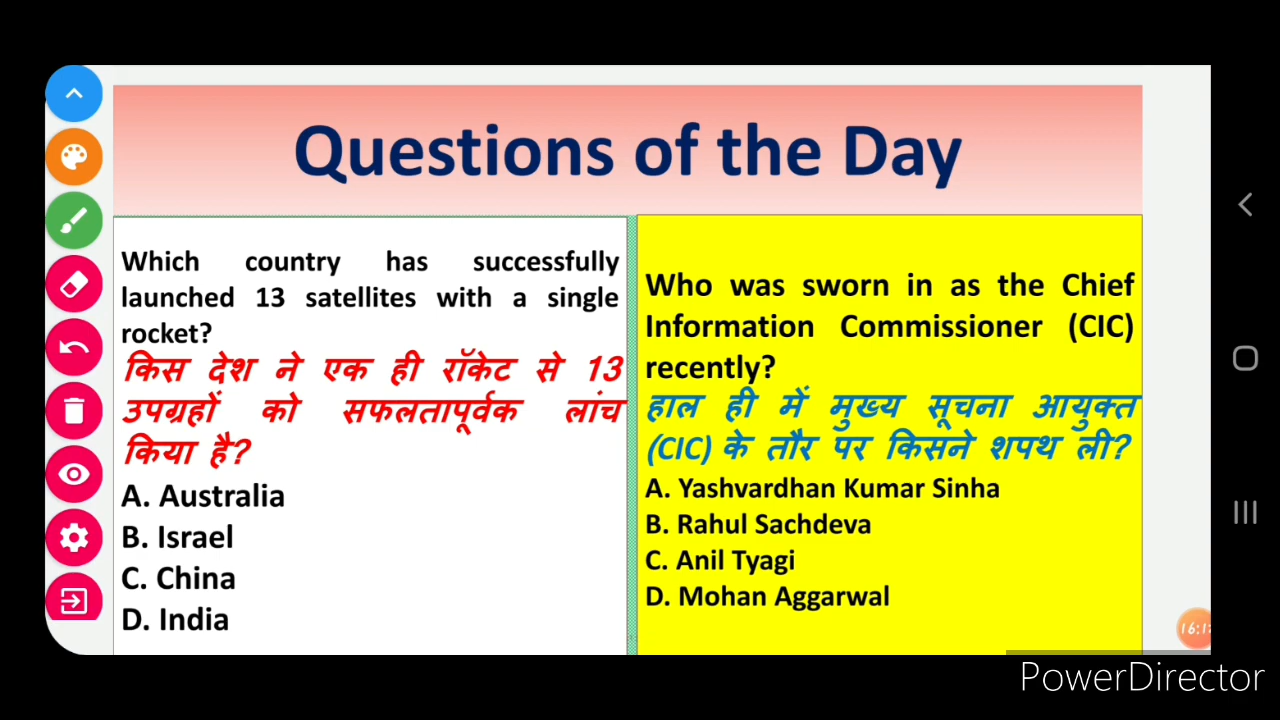 Questions of the Day
Which country has successfully
launched 13 satellites with a single
rocket?
किस देश ने एक ही रॉकेट से 13
उपग्रहों को सफलतापूर्वक लांच
किया है?
A. Australia
B. Israel
C. China
D. India
Who was sworn in as the Chief
Information Commissioner (CIC)
recently?
हाल ही में मुख्य सूचना आयुक्त
(CIC) के तौर पर किसने शपथ ली?
A. Yashvardhan Kumar Sinha
B. Rahul Sachdeva
C. Anil Tyagi
D. Mohan Aggarwal
PowerDirector